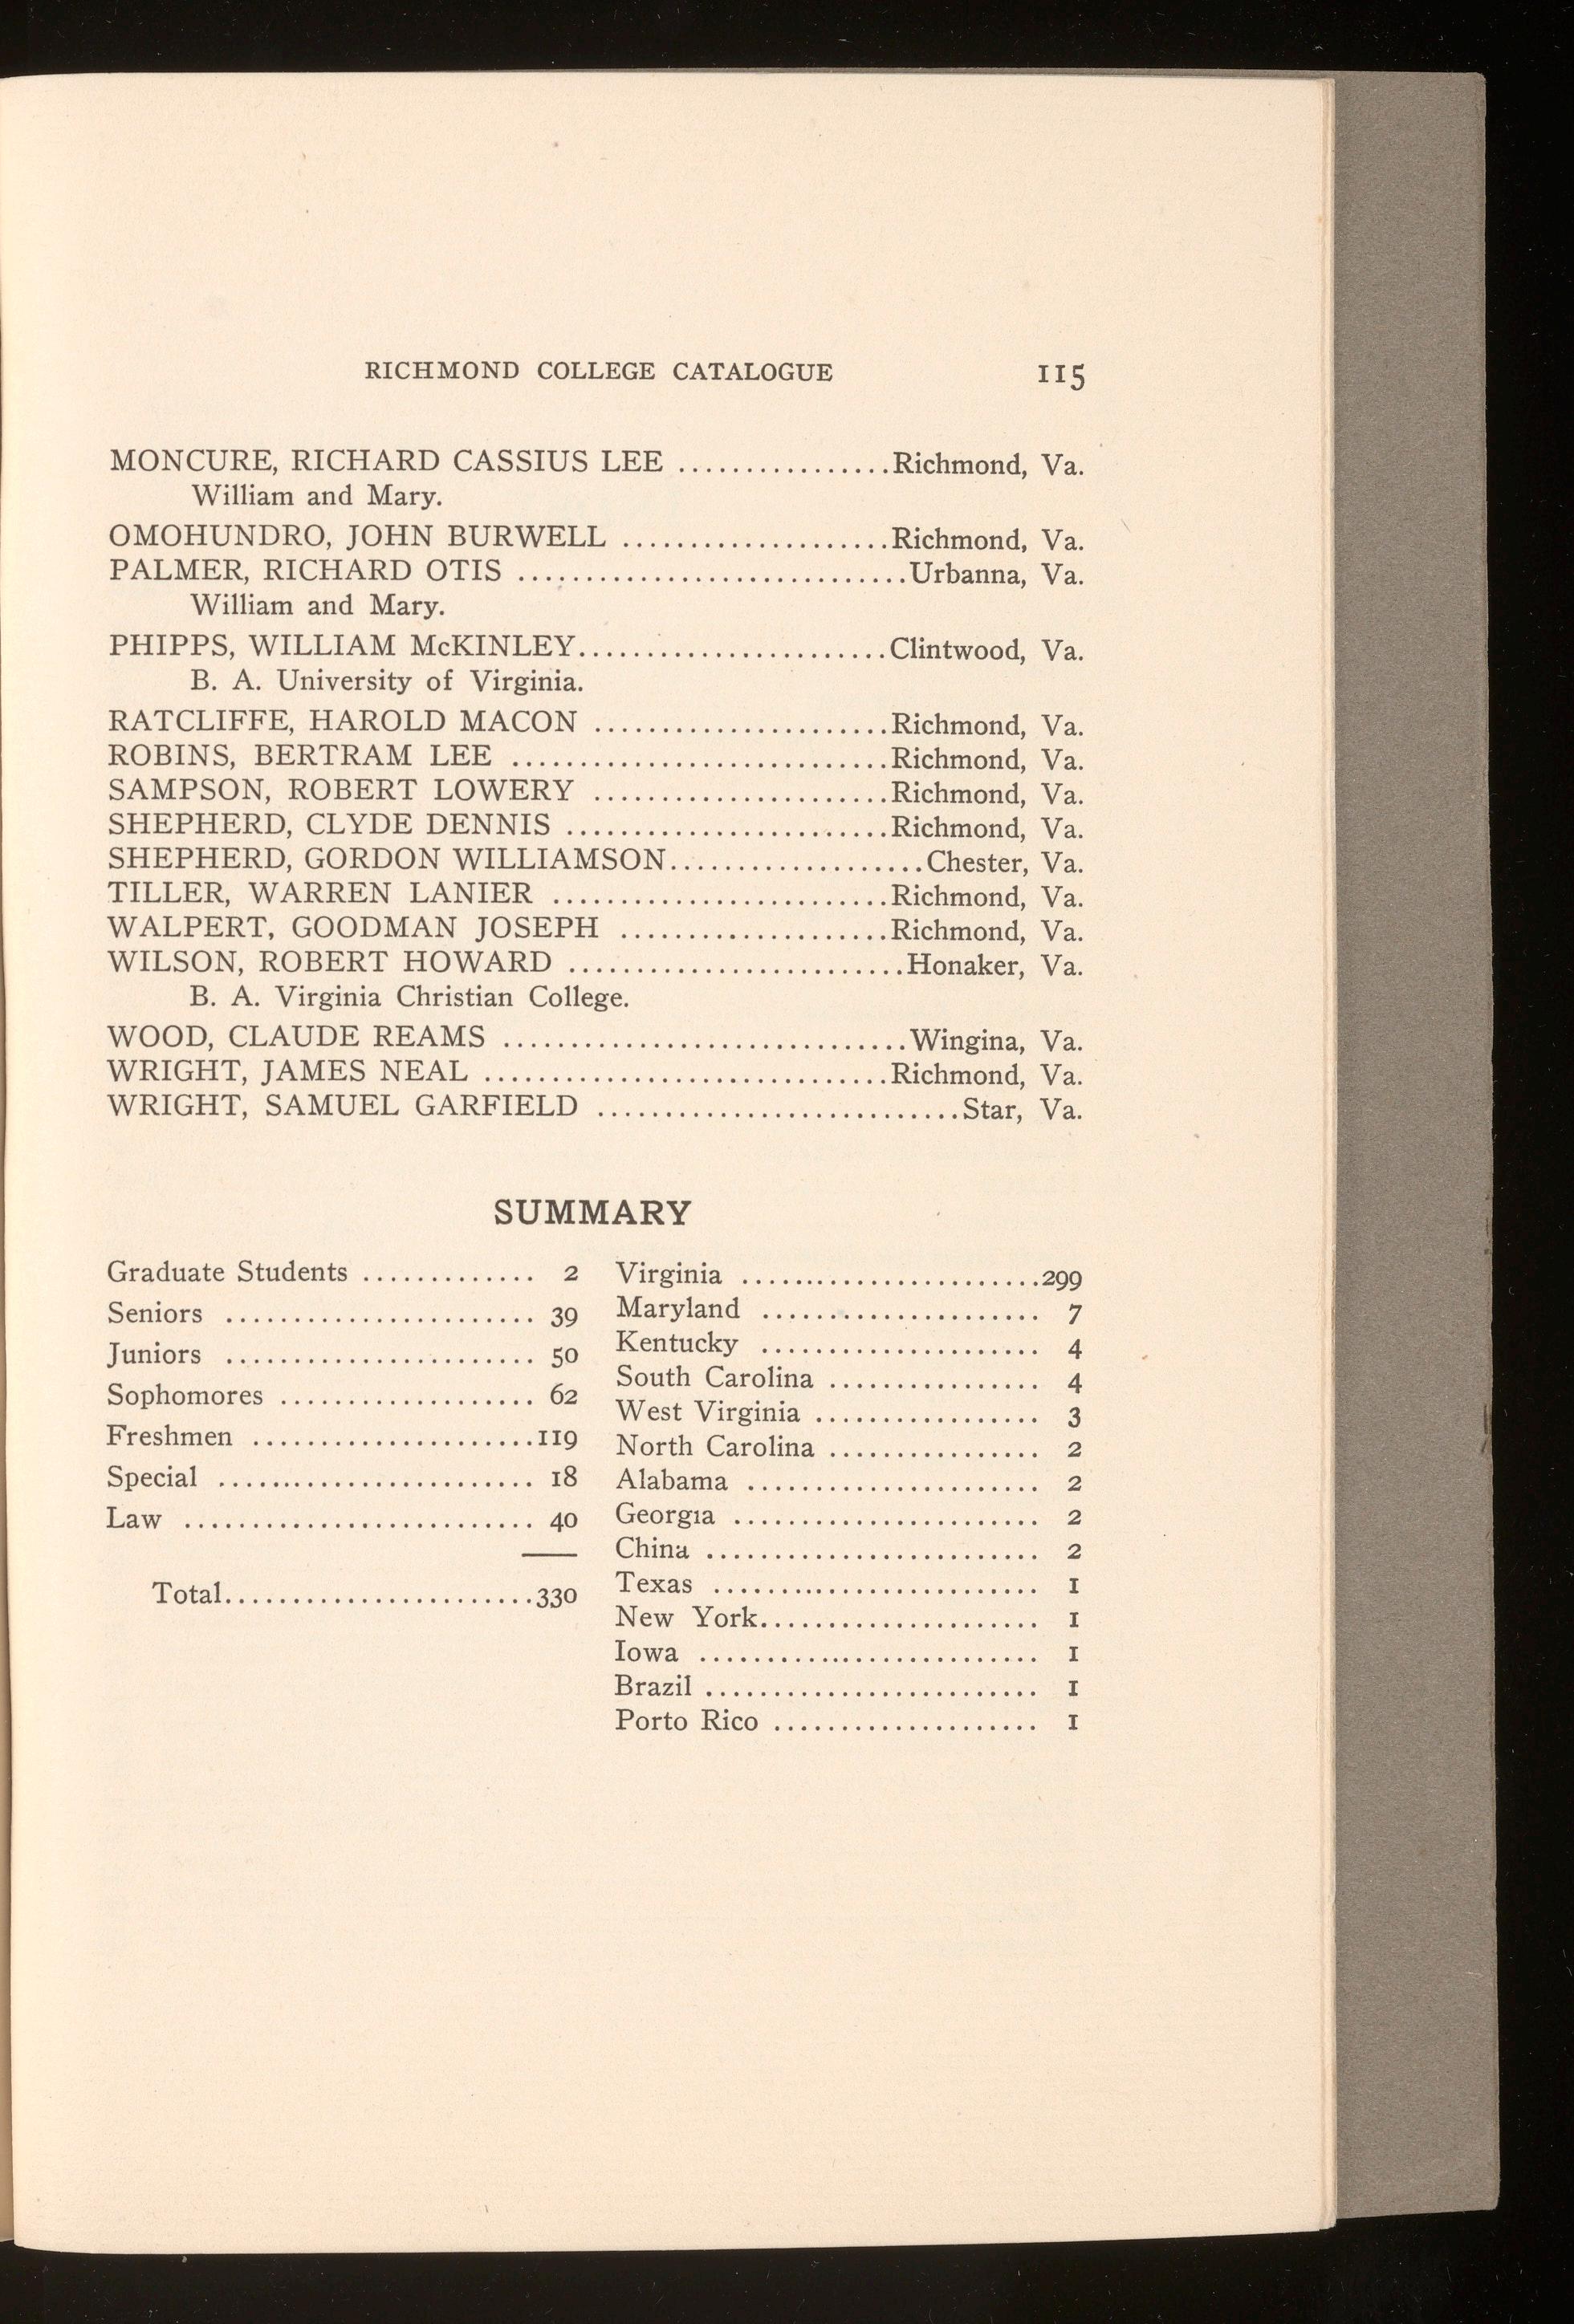 RICHMOND COLLEGE CATALOGUE 115
MONCURE, RICHARD CASSIUS LEE ................Richmond, Va.
William and Mary.
OMOHUNDRO, JOHN BURWELL ....................Richmond, Va.
PALMER, RICHARD OTIS .............................Urbanna, Va.
William and Mary.
PHIPPS, WILLIAM McKINLEY.......................Clintwood, Va.
B. A. University of Virginia.
RATCLIFFE, HAROLD MACON ......................Richmond, Va.
ROBINS, BERTRAM LEE ............................Richmond, Va.
SAMPSON, ROBERT LOWERY ......................Richmond, Va.
SHEPHERD, CLYDE DENNIS ........................Richmond, Va.
SHEPHERD, GORDON WILLIAMSON...................Chester, Va.
TILLER, WARREN LANIER .........................Richmond, Va.
WALPERT, GOODMAN JOSEPH ....................Richmond, Va.
WILSON, ROBERT HOWARD .........................Honaker, Va.
B. A. Virginia Christian College.
WOOD, CLAUDE REAMS ..............................Wingina, Va.
WRIGHT, JAMES NEAL ..............................Richmond, Va.
WRIGHT, SAMUEL GARFIELD ...........................Star, Va.
SUMMARY
Graduate Students ............. 2
Seniors ....................... 39
Juniors ....................... 50
Sophomores ................... 62
Freshmen .....................119
Special ....................... 18
Law .......................... 40
Total.......................330
Virginia ......................299
Maryland ..................... 7
Kentucky ..................... 4
South Carolina ................ 4
West Virginia ................. 3
North Carolina ................ 2
Alabama ...................... 2
Georgia ....................... 2
China ......................... 2
Texas ........................ 1
New York..................... 1
Iowa ......................... 1
Brazil ......................... 1
Porto Rico .................... 1